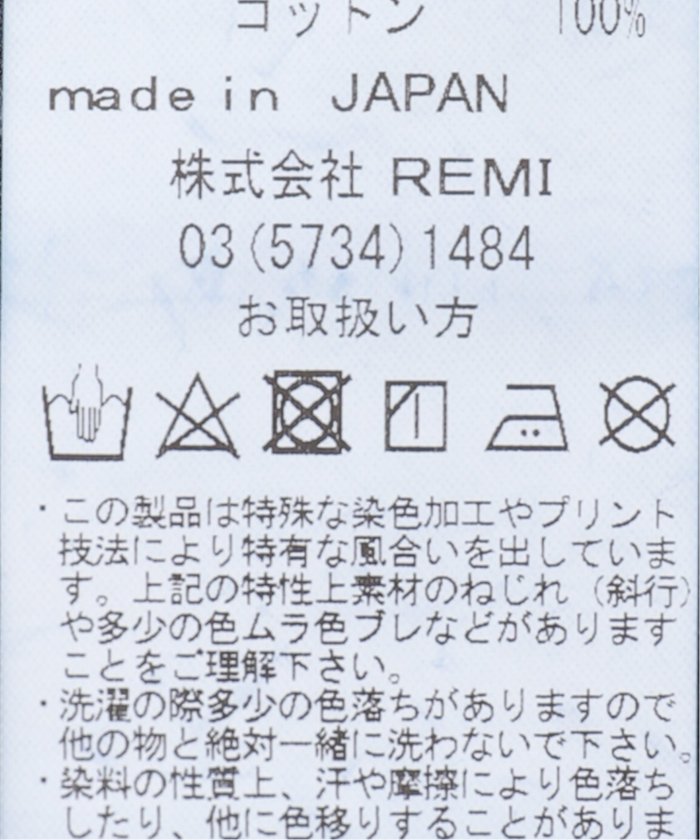 コットン 100%
made in JAPAN
株式会社 REMI
03(5734)1484
お取扱い方
・この製品は特殊な染色加工やプリント
技法により特有な風合いを出していま
す。上記の特性上素材のねじれ（斜行）
や多少の色ムラ色ブレなどがあります
ことをご理解下さい。
・洗濯の際多少の色落ちがありますので
他の物と絶対一緒に洗わないで下さい。
・染料の性質上、汗や摩擦により色落ち
したり、他に色移りすることがありま